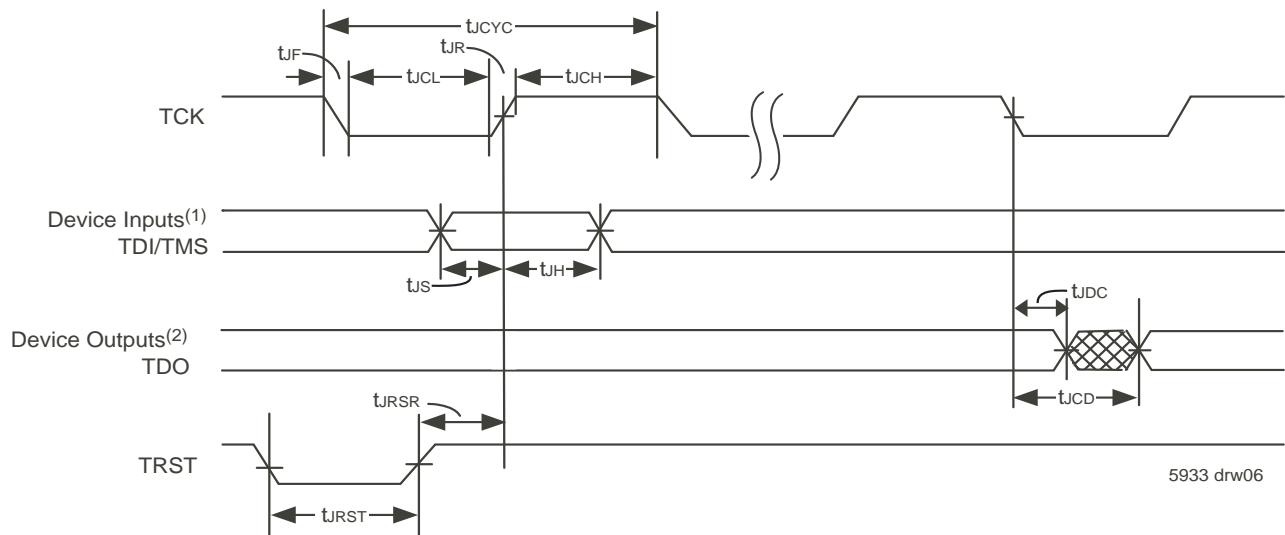 tJCYC
tJF
tJR
tJCL
tJCH
TCK
Device Inputs(1)
TDI/TMS
tJS
tJH
tJDC
Device Outputs(2)
TDO
tJCD
tJRSR
TRST
5933 drw06
tJRST